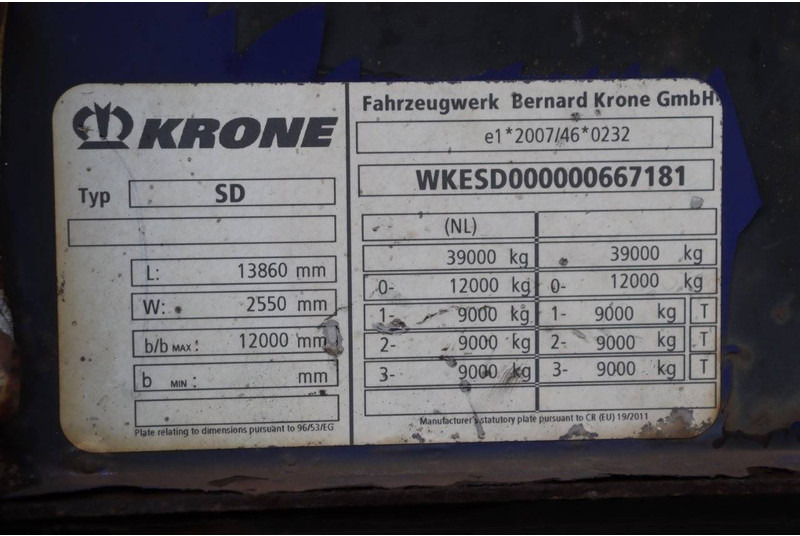 KRONE
Typ SD
L: 13860 mm
W: 2550 mm
b/b MAX: 12000 mm
b MIN: mm
Plate relating to dimensions pursuant to 96/53/EG
Fahrzeugwerk Bernard Krone GmbH
e1*2007/46*0232
WKESD000000667181
(NL)
39000 kg 39000 kg
0- 12000 kg 0- 12000 kg
1- 9000 kg 1- 9000 kg T
2- 9000 kg 2- 9000 kg T
3- 9000 kg 3- 9000 kg T
Manufacturer's statutory plate pursuant to CR (EU) 19/2011